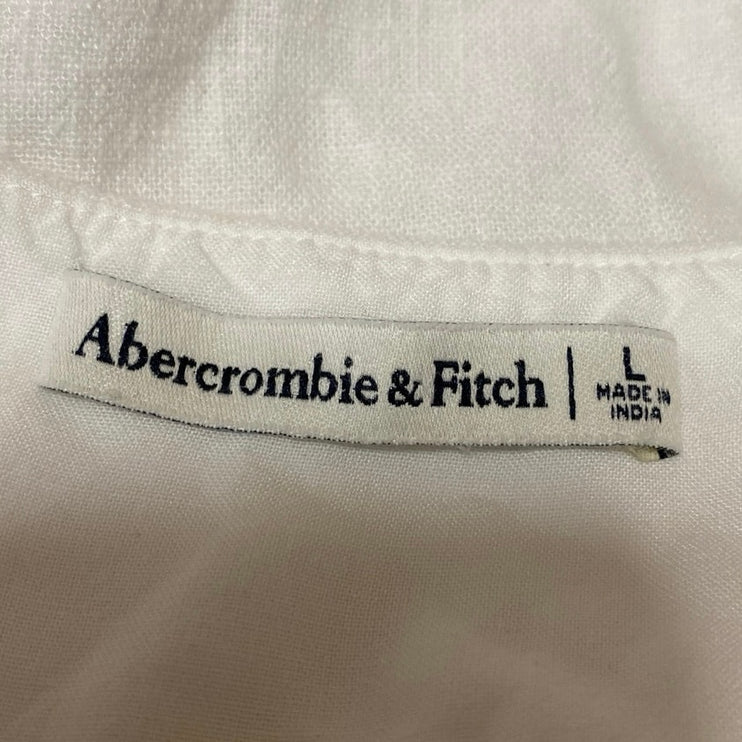 Abercrombie & Fitch | L
MADE IN
INDIA